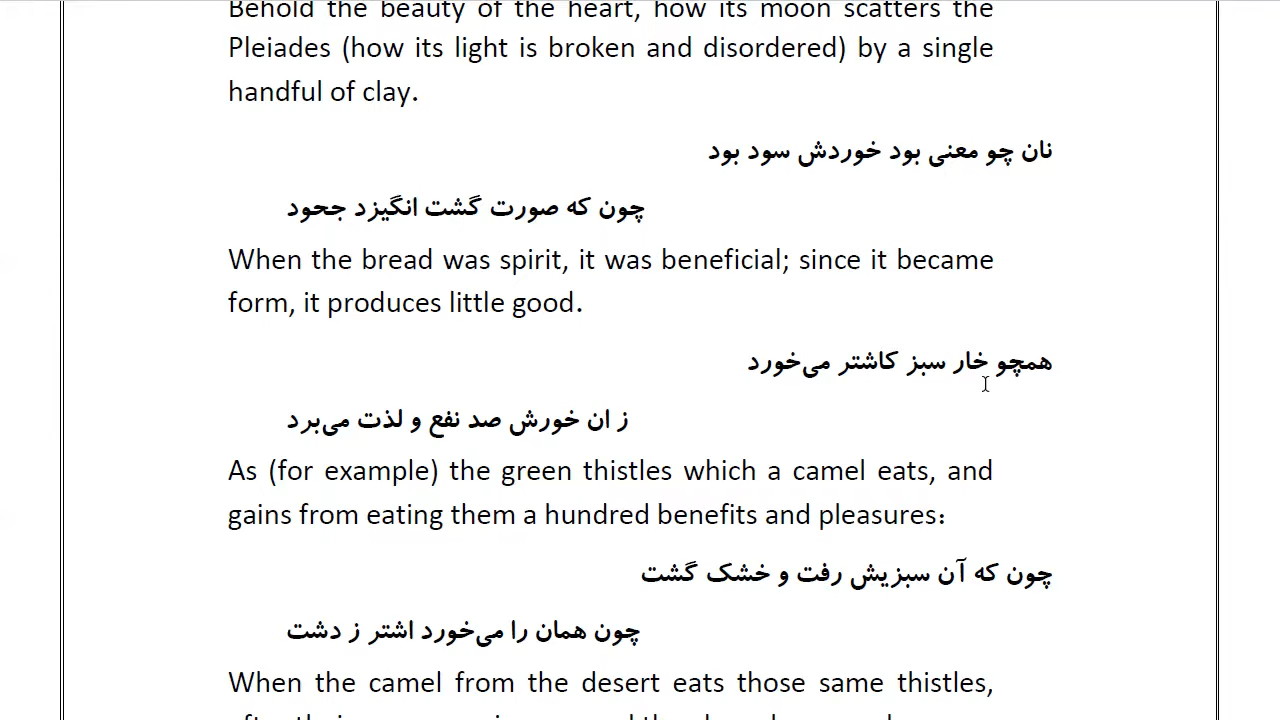 Behold the beauty of the heart, how its moon scatters the
Pleiades (how its light is broken and disordered) by a single
handful of clay.
نان چو معنی بود خوردش سود بود
چون که صورت گشت انگیزد جحود
When the bread was spirit, it was beneficial; since it became
form, it produces little good.
همچو خار سبز کاشتر می‌خورد
ز ان خورش صد نفع و لذت می‌برد
As (for example) the green thistles which a camel eats, and
gains from eating them a hundred benefits and pleasures:
چون که آن سبزیش رفت و خشک گشت
چون همان را می‌خورد اشتر ز دشت
When the camel from the desert eats those same thistles,